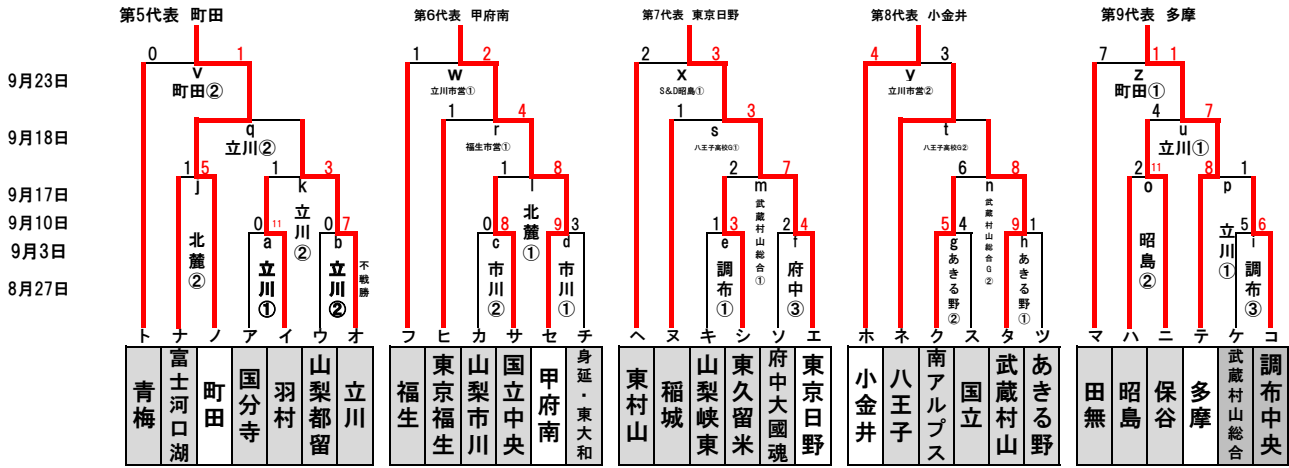 第5代表 町田
第6代表 甲府南
第7代表 東京日野
第8代表 小金井
第9代表 多摩
0 1
1 2
2 3
4 3
7 1 1
v
w
x
y
z
9月23日
町田②
立川市営①
S&D昭島①
立川市営②
町田①
1 4
1 3
4 7
9月18日
q
r
s
t
u
立川②
福生市営①
八王子高校G①
八王子高校G②
立川①
1 5
1 3
1 8
2 7
6 8
2 11
8 1
9月17日
j
k
l
m
n
o
p
北麓②
立川②
北麓①
武蔵村山総合①
武蔵村山総合G②
昭島②
立川①
9月10日
0 11
0 7
0 8
9 3
1 3
2 4
5 4
9 1
5 6
9月3日
a
b
c
d
e
f
g
h
i
立川①
立川②
不戦勝
市川②
市川①
調布①
府中③
あきる野②
あきる野①
調布③
8月27日
ト ナ ノ ア イ ウ オ
フ ヒ カ サ セ チ
ヘ ヌ キ シ ソ エ
ホ ネ ク ス タ ツ
マ ハ ニ テ ケ コ
青梅
富士河口湖
町田
国分寺
羽村
山梨都留
立川
福生
東京福生
山梨市川
国立中央
甲府南
身延・東大和
東村山
稲城
山梨峡東
東久留米
府中大國魂
東京日野
小金井
八王子
南アルプス
国立
武蔵村山
あきる野
田無
昭島
保谷
多摩
武蔵村山総合
調布中央